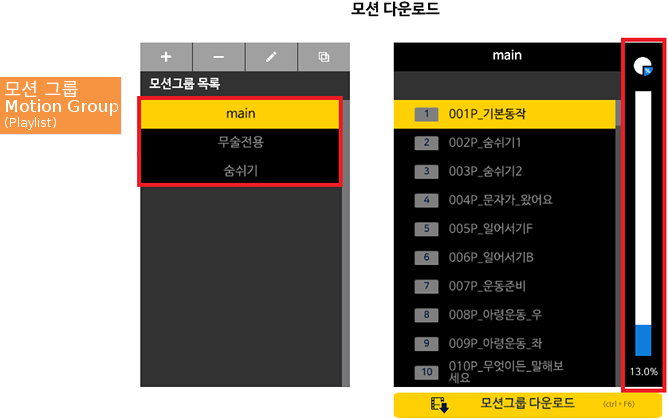 모션 다운로드
모션 그룹
Motion Group
(Playlist)
모션그룹 목록
main
무술전용
숨쉬기
main
1 001P_기본동작
2 002P_숨쉬기1
3 003P_숨쉬기2
4 004P_문자가_왔어요
5 005P_일어서기F
6 006P_일어서기B
7 007P_운동준비
8 008P_아령운동_우
9 009P_아령운동_좌
10 010P_무엇이든_말해보
세요
13.0%
모션그룹 다운로드 (ctrl + F6)